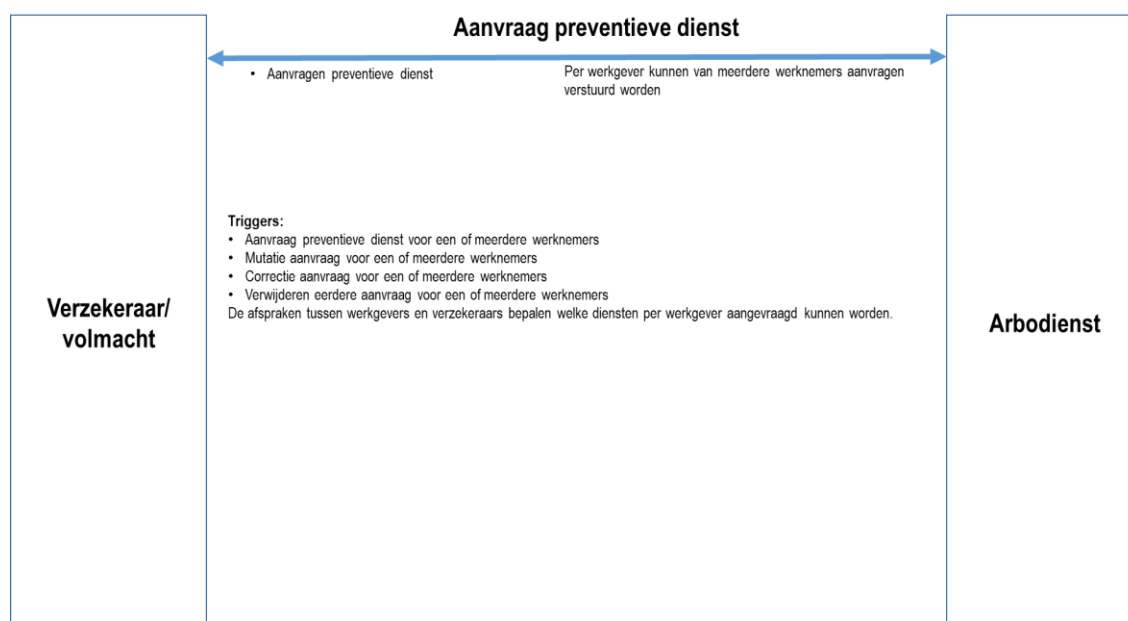 Aanvraag preventieve dienst
• Aanvragen preventieve dienst
Per werkgever kunnen van meerdere werknemers aanvragen
verstuurd worden
Triggers:
• Aanvraag preventieve dienst voor een of meerdere werknemers
• Mutatie aanvraag voor een of meerdere werknemers
• Correctie aanvraag voor een of meerdere werknemers
• Verwijderen eerdere aanvraag voor een of meerdere werknemers
De afspraken tussen werkgevers en verzekeraars bepalen welke diensten per werkgever aangevraagd kunnen worden.
Verzekeraar/
volmacht
Arbodienst